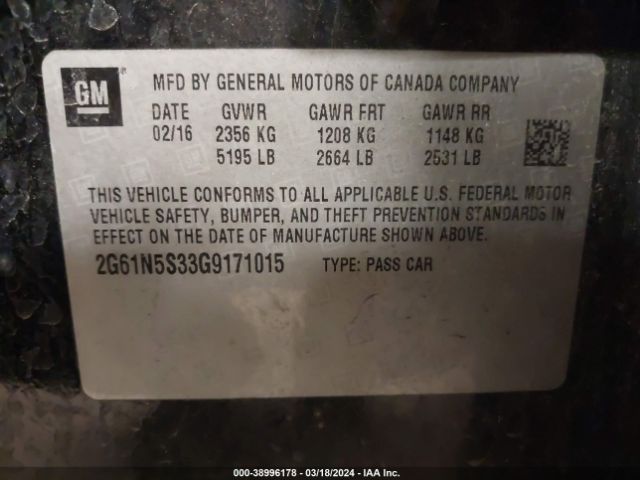 GM
MFD BY GENERAL MOTORS OF CANADA COMPANY
DATE GVWR GAWR FRT GAWR RR
02/16 2356 KG 1208 KG 1148 KG
5195 LB 2664 LB 2531 LB
THIS VEHICLE CONFORMS TO ALL APPLICABLE U.S. FEDERAL MOTOR
VEHICLE SAFETY, BUMPER, AND THEFT PREVENTION STANDARDS IN
EFFECT ON THE DATE OF MANUFACTURE SHOWN ABOVE.
2G61N5S33G9171015 TYPE: PASS CAR
000-38996178 - 03/18/2024 - IAA Inc.